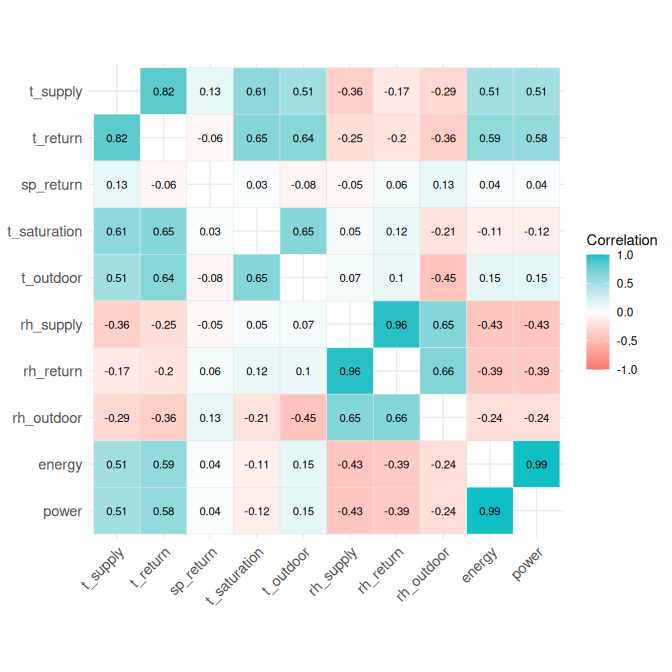 t_supply 0.82 0.13 0.61 0.51 -0.36 -0.17 -0.29 0.51 0.51
t_return 0.82 -0.06 0.65 0.64 -0.25 -0.2 -0.36 0.59 0.58
sp_return 0.13 -0.06 0.03 -0.08 -0.05 0.06 0.13 0.04 0.04
t_saturation 0.61 0.65 0.03 0.65 0.05 0.12 -0.21 -0.11 -0.12
t_outdoor 0.51 0.64 -0.08 0.65 0.07 0.1 -0.45 0.15 0.15
rh_supply -0.36 -0.25 -0.05 0.05 0.07 0.96 0.65 -0.43 -0.43
rh_return -0.17 -0.2 0.06 0.12 0.1 0.96 0.66 -0.39 -0.39
rh_outdoor -0.29 -0.36 0.13 -0.21 -0.45 0.65 0.66 -0.24 -0.24
energy 0.51 0.59 0.04 -0.11 0.15 -0.43 -0.39 -0.24 0.99
power 0.51 0.58 0.04 -0.12 0.15 -0.43 -0.39 -0.24 0.99
t_supply t_return sp_return t_saturation t_outdoor rh_supply rh_return rh_outdoor energy power
Correlation
1.0
0.5
0.0
-0.5
-1.0